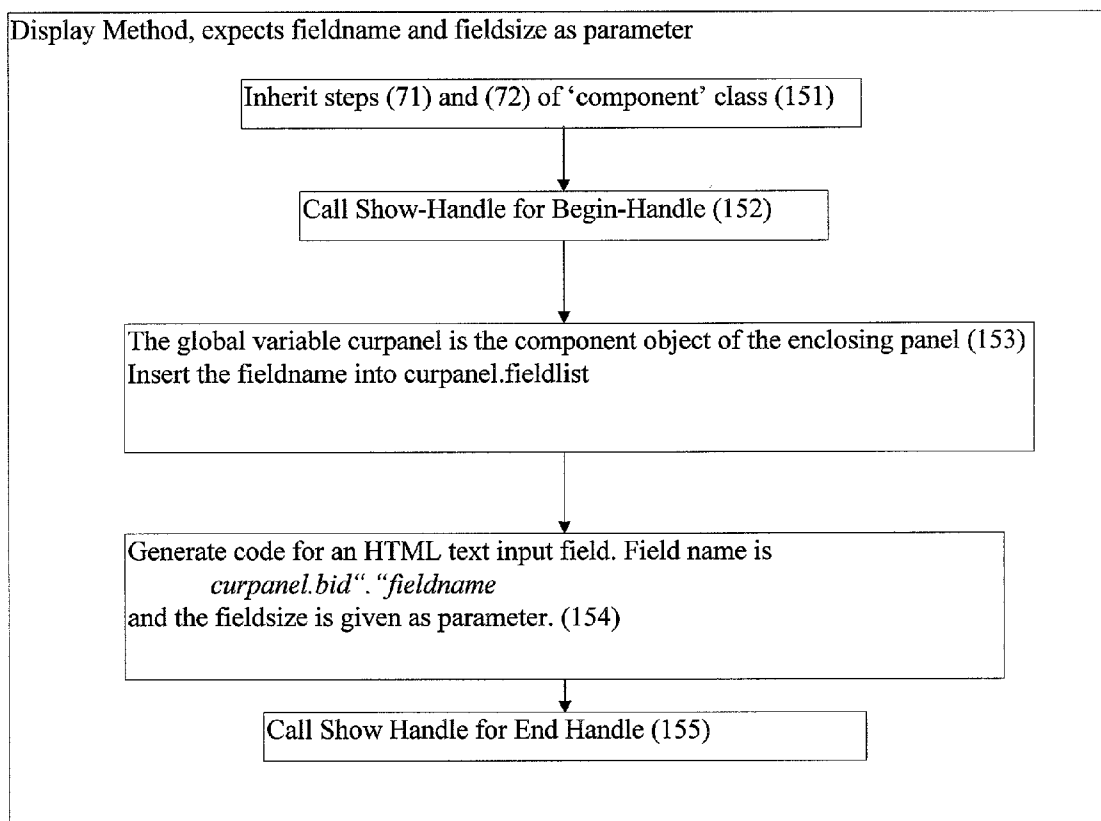 Display Method, expects fieldname and fieldsize as parameter
Inherit steps (71) and (72) of ‘component’ class (151)
Call Show-Handle for Begin-Handle (152)
The global variable curpanel is the component object of the enclosing panel (153)
Insert the fieldname into curpanel.fieldlist
Generate code for an HTML text input field. Field name is
curpanel.bid“. “fieldname
and the fieldsize is given as parameter. (154)
Call Show Handle for End Handle (155)